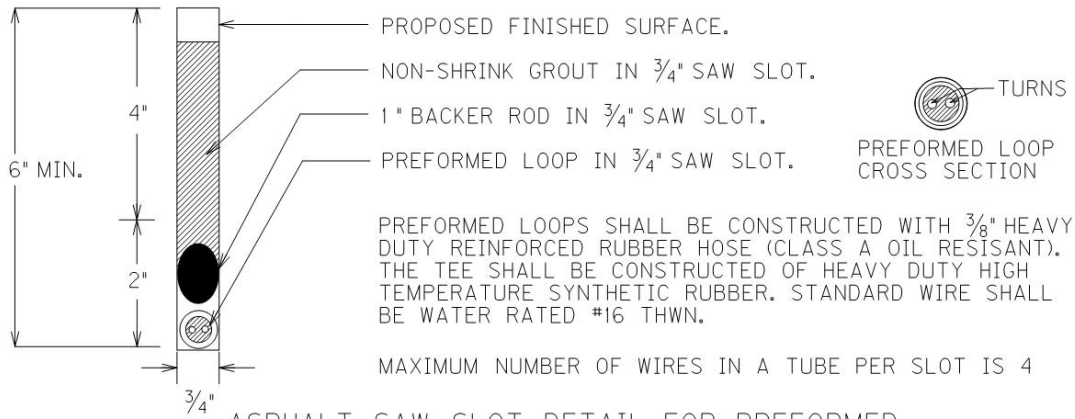 PROPOSED FINISHED SURFACE.
NON-SHRINK GROUT IN 3/4" SAW SLOT.
1" BACKER ROD IN 3/4" SAW SLOT.
PREFORMED LOOP IN 3/4" SAW SLOT.
4"
6" MIN.
2"
3/4"
TURNS
PREFORMED LOOP
CROSS SECTION
PREFORMED LOOPS SHALL BE CONSTRUCTED WITH 3/8" HEAVY
DUTY REINFORCED RUBBER HOSE (CLASS A OIL RESISANT).
THE TEE SHALL BE CONSTRUCTED OF HEAVY DUTY HIGH
TEMPERATURE SYNTHETIC RUBBER. STANDARD WIRE SHALL
BE WATER RATED #16 THWN.
MAXIMUM NUMBER OF WIRES IN A TUBE PER SLOT IS 4
ASPHALT SAW SLOT DETAIL FOR PREFORMED